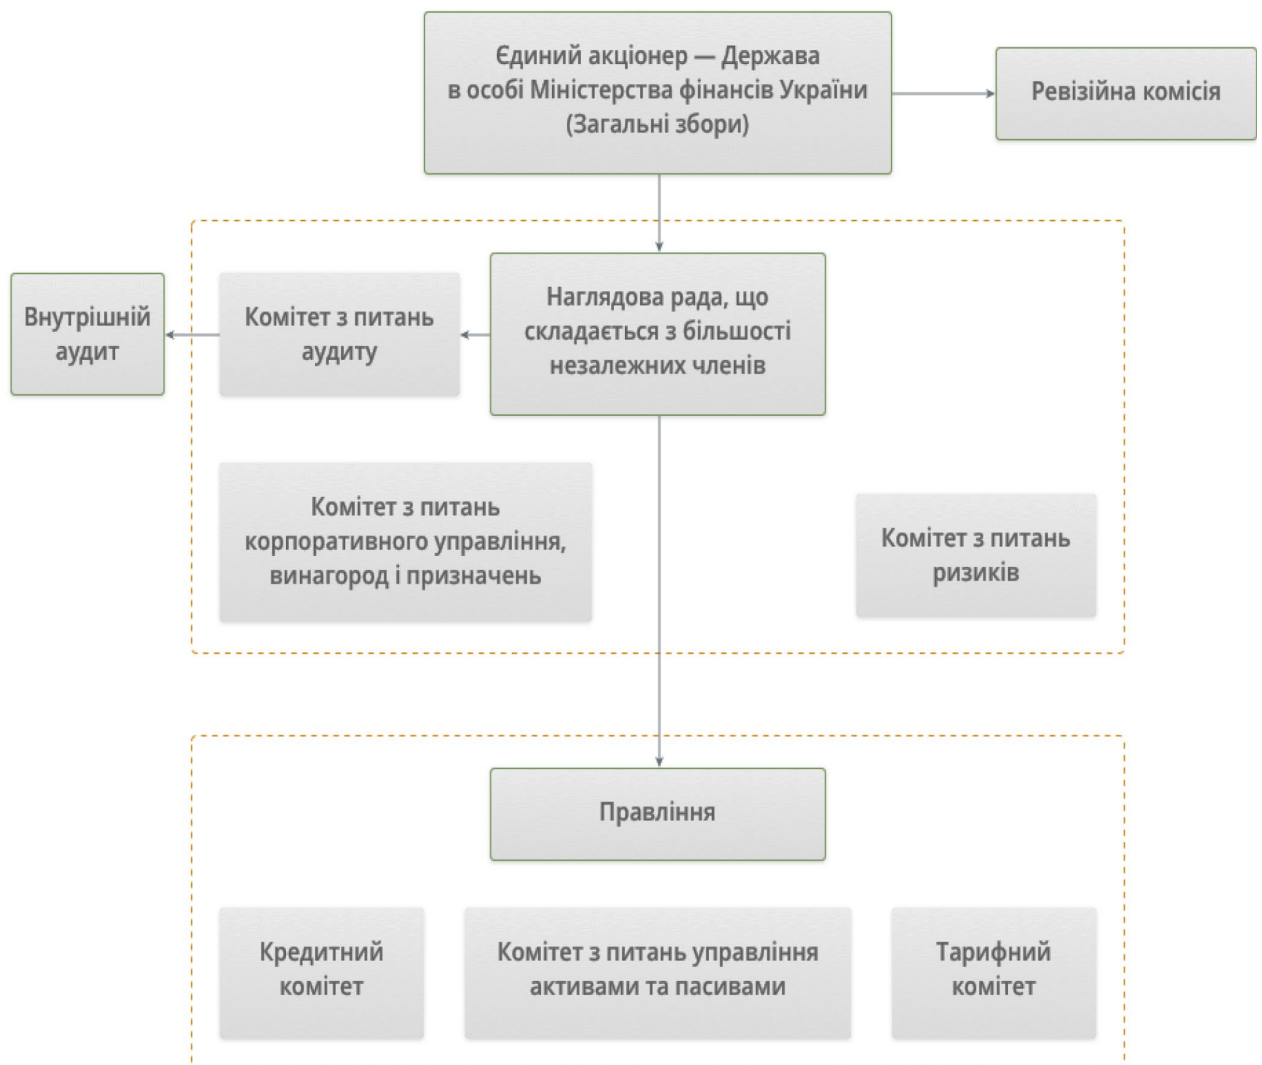 Єдиний акціонер — Держава
в особі Міністерства фінансів України
(Загальні збори)
Ревізійна комісія
Внутрішній
аудит
Комітет з питань
аудиту
Наглядова рада, що
складається з більшості
незалежних членів
Комітет з питань
корпоративного управління,
винагород і призначень
Комітет з питань
ризиків
Правління
Кредитний
комітет
Комітет з питань управління
активами та пасивами
Тарифний
комітет